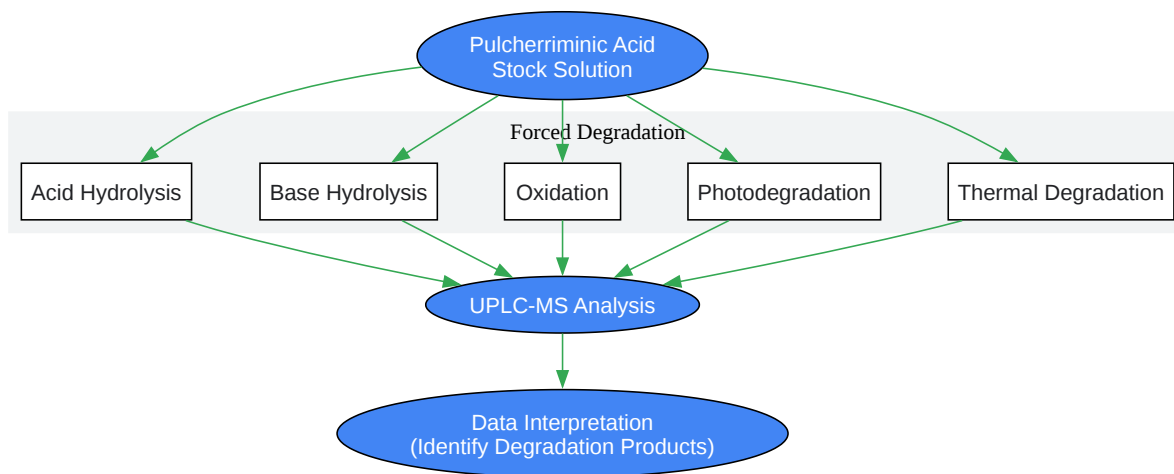 Pulcherriminic Acid
Stock Solution
Forced Degradation
Acid Hydrolysis
Base Hydrolysis
Oxidation
Photodegradation
Thermal Degradation
UPLC-MS Analysis
Data Interpretation
(Identify Degradation Products)